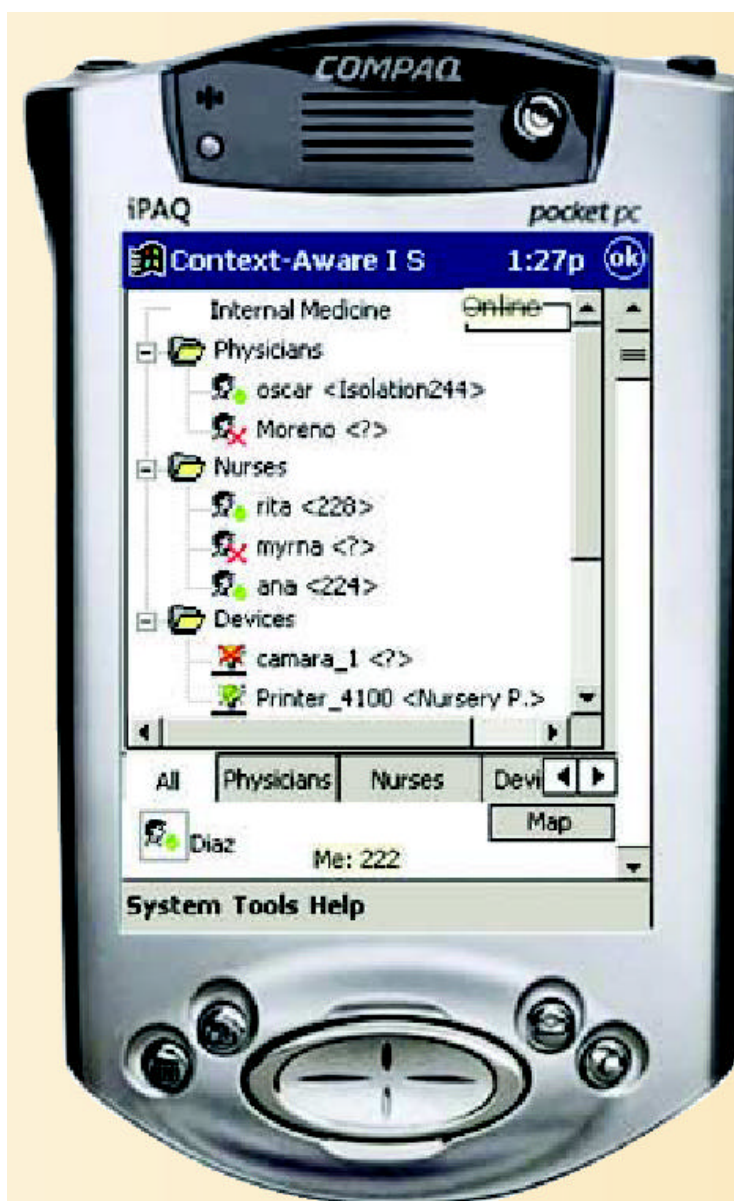 COMPAQ
iPAQ pocket pc
Context-Aware I S 1:27p ok
Internal Medicine Online
Physicians
oscar <Isolation244>
Moreno <?>
Nurses
rita <228>
myrna <?>
ana <224>
Devices
camara_1 <?>
Printer_4100 <Nursery P.>
All Physicians Nurses Devi
Map
Diaz
Me: 222
System Tools Help